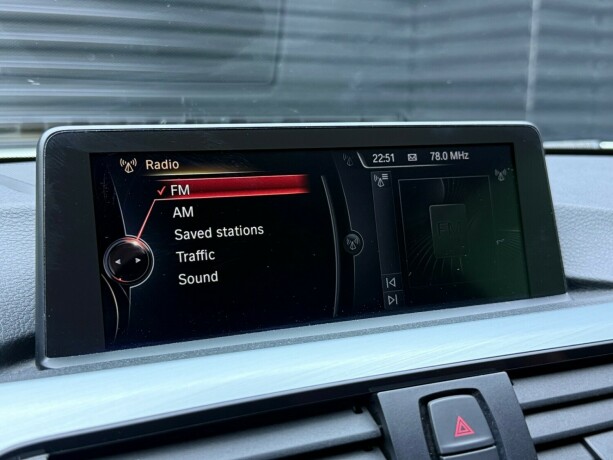 Radio
22:51 78.0 MHz
FM
AM
Saved stations
Traffic
Sound